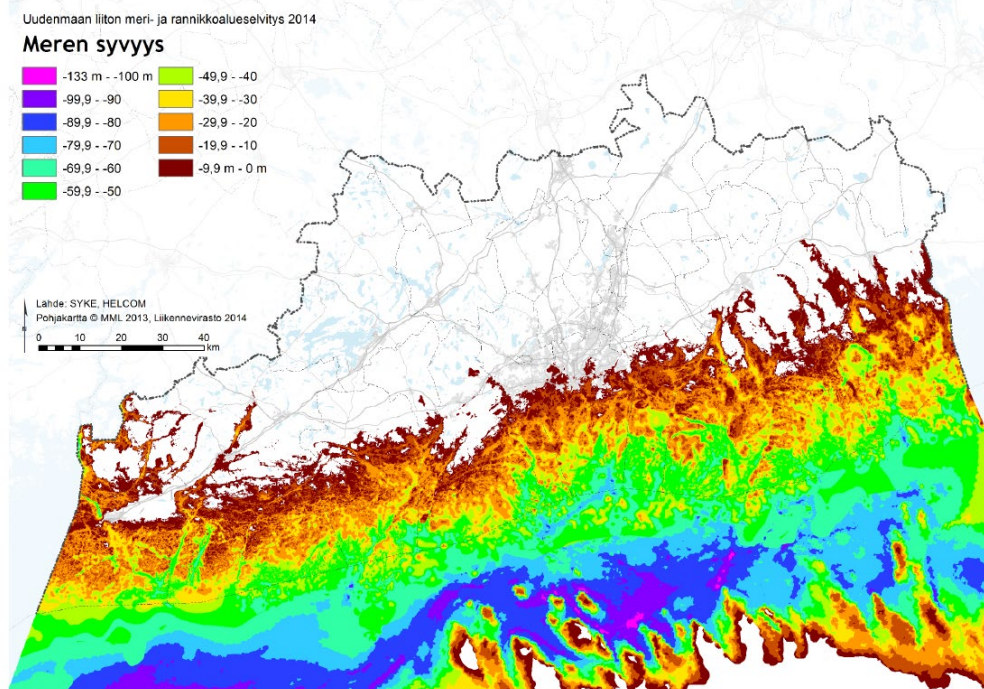 Uudenmaan liiton meri- ja rannikkoalueselvitys 2014
Meren syvyys
-133 m - -100 m
-99,9 - -90
-89,9 - -80
-79,9 - -70
-69,9 - -60
-59,9 - -50
-49,9 - -40
-39,9 - -30
-29,9 - -20
-19,9 - -10
-9,9 m - 0 m
Lähde: SYKE, HELCOM
Pohjakartta © MML 2013, Liikennevirasto 2014
N
0 10 20 30 40
km